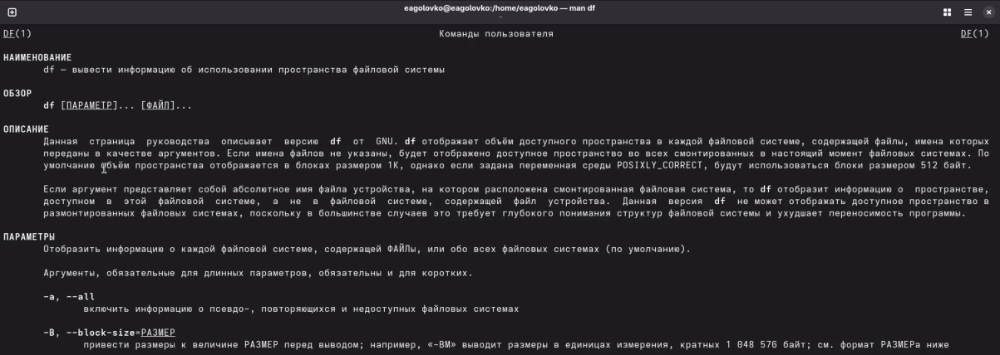 eagolovko@eagolovko:/home/eagolovko — man df
DF(1) Команды пользователя DF(1)
НАИМЕНОВАНИЕ
df — вывести информацию об использовании пространства файловой системы
ОБЗОР
df [ПАРАМЕТР]... [ФАЙЛ]...
ОПИСАНИЕ
Данная страница руководства описывает версию df от GNU. df отображает объём доступного пространства в каждой файловой системе, содержащей файлы, имена которых
переданы в качестве аргументов. Если имена файлов не указаны, будет отображено доступное пространство во всех смонтированных в настоящий момент файловых системах. По
умолчанию объём пространства отображается в блоках размером 1K, однако если задана переменная среды POSIXLY_CORRECT, будут использоваться блоки размером 512 байт.
Если аргумент представляет собой абсолютное имя файла устройства, на котором расположена смонтированная файловая система, то df отобразит информацию о пространстве,
доступном в этой файловой системе, а не в файловой системе, содержащей файл устройства. Данная версия df не может отображать доступное пространство в
размонтированных файловых системах, поскольку в большинстве случаев это требует глубокого понимания структур файловой системы и ухудшает переносимость программы.
ПАРАМЕТРЫ
Отобразить информацию о каждой файловой системе, содержащей ФАЙЛы, или обо всех файловых системах (по умолчанию).
Аргументы, обязательные для длинных параметров, обязательны и для коротких.
-a, --all
включить информацию о псевдо-, повторяющихся и недоступных файловых системах
-B, --block-size=РАЗМЕР
привести размеры к величине РАЗМЕР перед выводом; например, «-BM» выводит размеры в единицах измерения, кратных 1 048 576 байт; см. формат РАЗМЕРа ниже